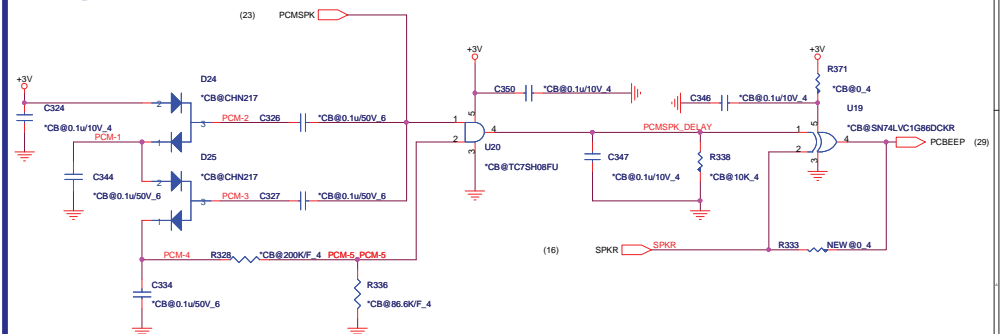 (23) PCMSPK
+3V
C324
*CB@0.1u/10V_4
PCM-1
C344
*CB@0.1u/50V_6
D24
*CB@CHN217
2
3
1
PCM-2
C326
*CB@0.1u/50V_6
D25
*CB@CHN217
2
3
1
PCM-3
C327
*CB@0.1u/50V_6
PCM-4
R328
*CB@200K/F_4
PCM-5 PCM-5
C334
*CB@0.1u/50V_6
R336
*CB@86.6K/F_4
+3V
C350
*CB@0.1u/10V_4
1
2
5
4
3
U20
*CB@TC7SH08FU
PCMSPK_DELAY
C347
*CB@0.1u/10V_4
R338
*CB@10K_4
C346
*CB@0.1u/10V_4
+3V
R371
*CB@0_4
U19
*CB@SN74LVC1G86DCKR
1
2
5
4
3
PCBEEP (29)
(16) SPKR
SPKR
R333
NEW@0_4